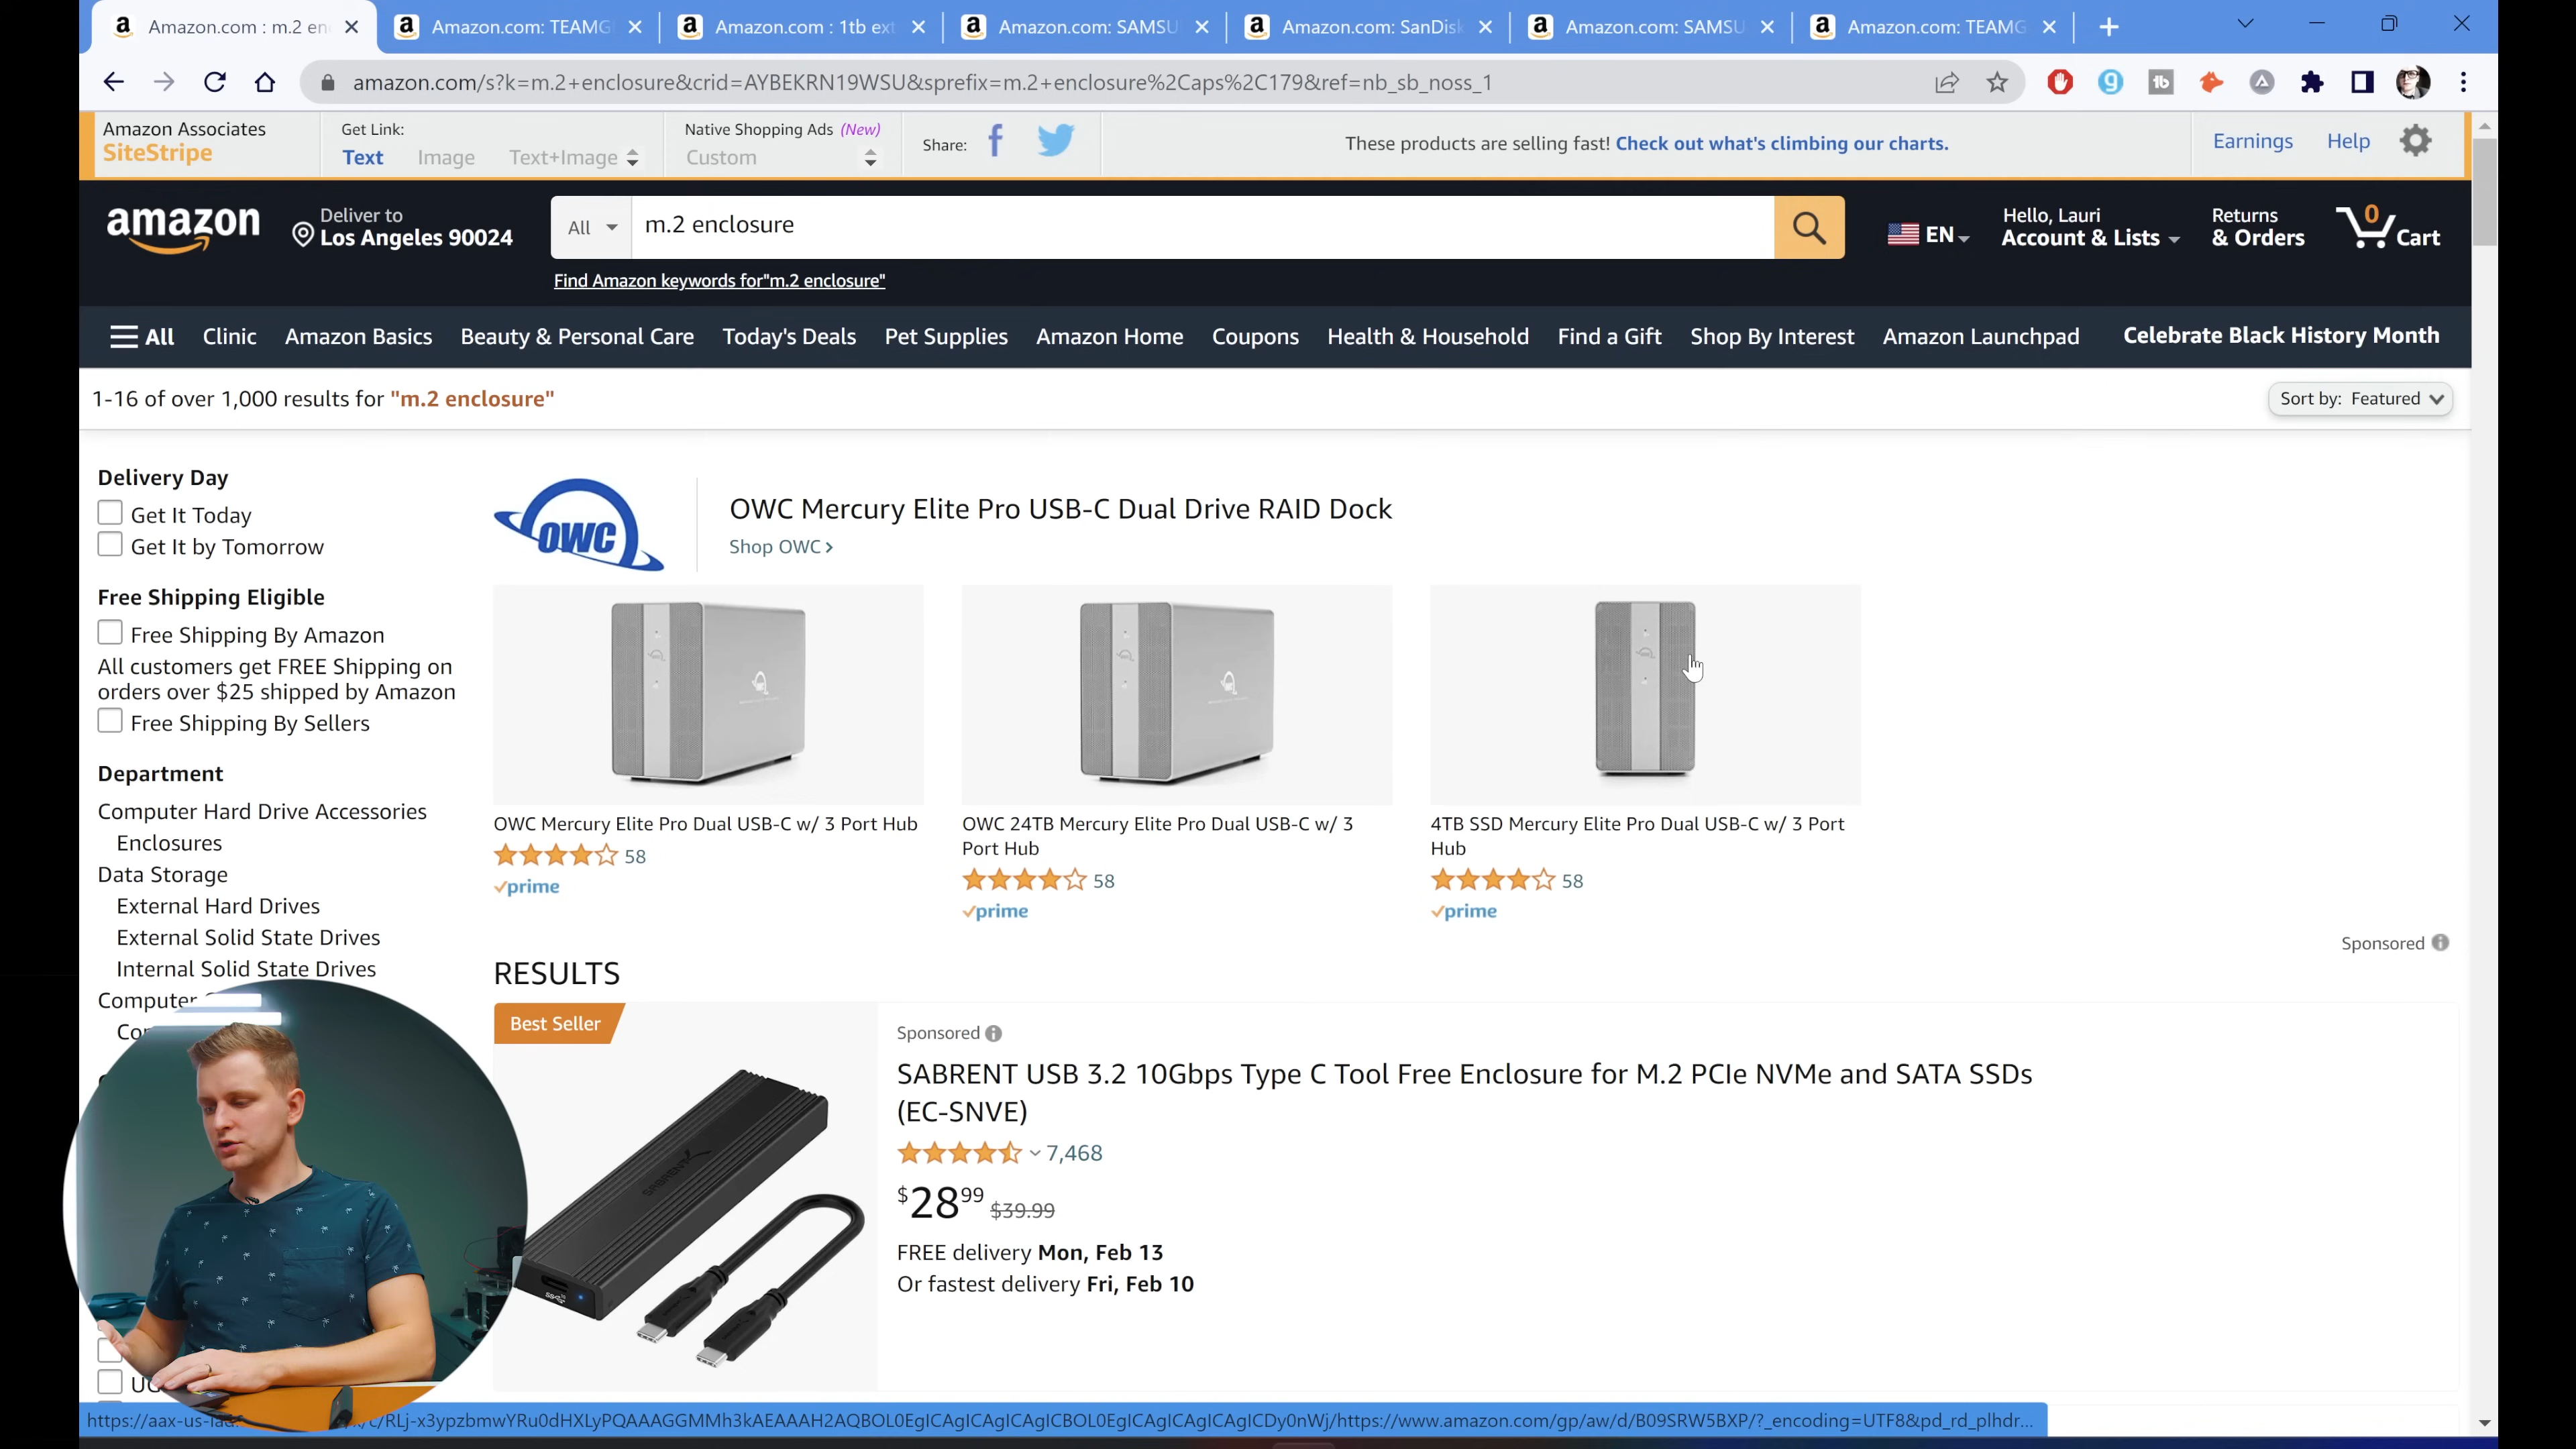 Amazon.com : m.2 en
Amazon.com: TEAMG
Amazon.com : 1tb ext
Amazon.com: SAMSU
Amazon.com: SanDisk
Amazon.com: SAMSU
Amazon.com: TEAMG
amazon.com/s?k=m.2+enclosure&crid=AYBEKRN19WSU&sprefix=m.2+enclosure%2Caps%2C179&ref=nb_sb_noss_1
Amazon Associates
SiteStripe
Get Link:
Text Image Text+Image
Native Shopping Ads (New)
Custom
Share:
These products are selling fast! Check out what's climbing our charts.
Earnings Help
amazon
Deliver to
Los Angeles 90024
All
m.2 enclosure
Find Amazon keywords for"m.2 enclosure"
EN
Hello, Lauri
Account & Lists
Returns
& Orders
0
Cart
All Clinic Amazon Basics Beauty & Personal Care Today's Deals Pet Supplies Amazon Home Coupons Health & Household Find a Gift Shop By Interest Amazon Launchpad Celebrate Black History Month
1-16 of over 1,000 results for "m.2 enclosure"
Sort by: Featured
Delivery Day
Get It Today
Get It by Tomorrow
Free Shipping Eligible
Free Shipping By Amazon
All customers get FREE Shipping on
orders over $25 shipped by Amazon
Free Shipping By Sellers
Department
Computer Hard Drive Accessories
Enclosures
Data Storage
External Hard Drives
External Solid State Drives
Internal Solid State Drives
Computer
OWC
OWC Mercury Elite Pro USB-C Dual Drive RAID Dock
Shop OWC
OWC Mercury Elite Pro Dual USB-C w/ 3 Port Hub
58
prime
OWC 24TB Mercury Elite Pro Dual USB-C w/ 3
Port Hub
58
prime
4TB SSD Mercury Elite Pro Dual USB-C w/ 3 Port
Hub
58
prime
Sponsored
RESULTS
Best Seller
SABRENT
Sponsored
SABRENT USB 3.2 10Gbps Type C Tool Free Enclosure for M.2 PCIe NVMe and SATA SSDs
(EC-SNVE)
7,468
$2899 $39.99
FREE delivery Mon, Feb 13
Or fastest delivery Fri, Feb 10